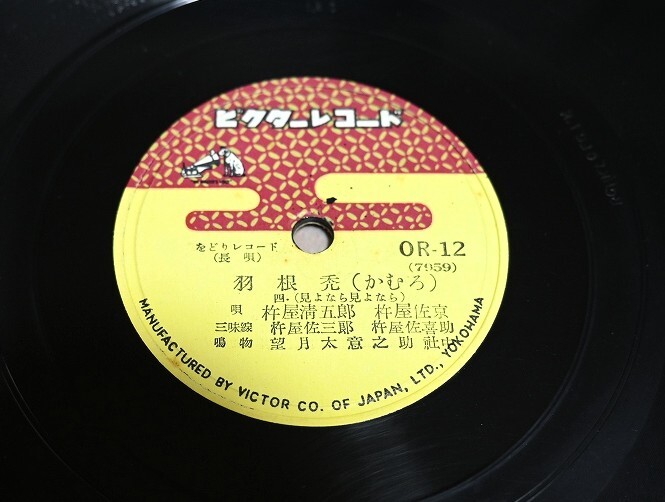 ビクターレコード
をどりレコード
(長唄)
OR-12
(7959)
羽根禿(かむろ)
四・(見よなら見よなら)
唄 杵屋清五郎 杵屋佐京
三味線 杵屋佐三郎 杵屋佐喜助
鳴物 望月太意之助社中
MANUFACTURED BY VICTOR CO. OF JAPAN, LTD., YOKOHAMA